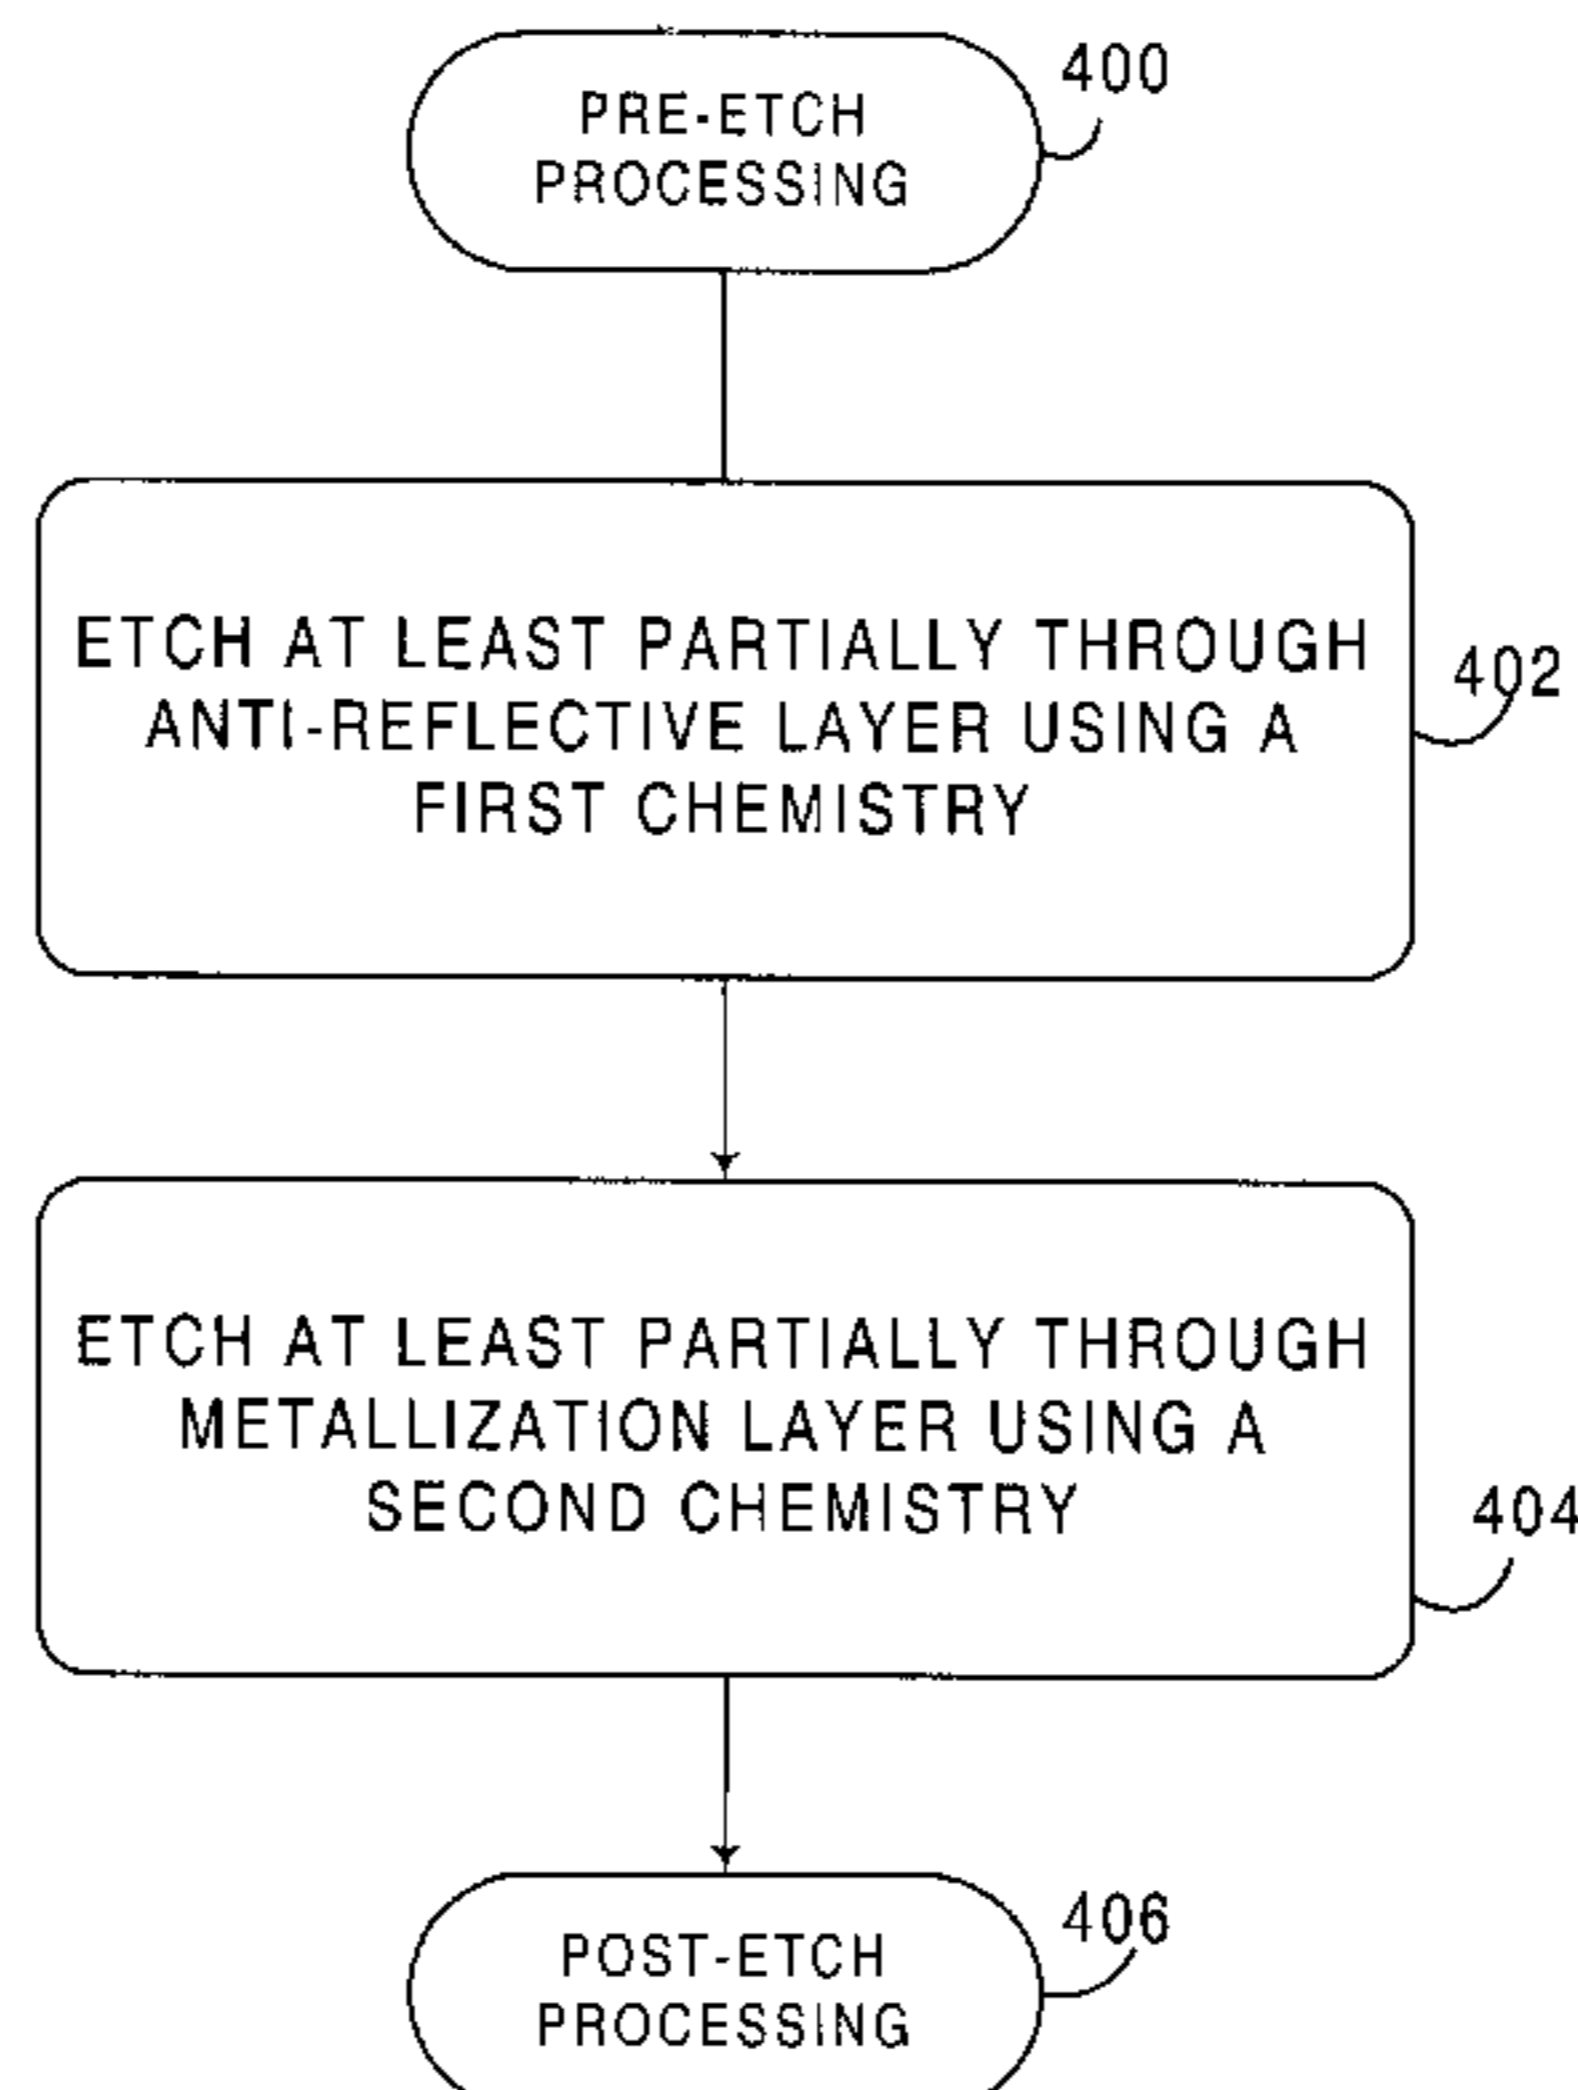 400
PRE-ETCH
PROCESSING
ETCH AT LEAST PARTIALLY THROUGH
ANTI-REFLECTIVE LAYER USING A
FIRST CHEMISTRY
402
ETCH AT LEAST PARTIALLY THROUGH
METALLIZATION LAYER USING A
SECOND CHEMISTRY
404
406
POST-ETCH
PROCESSING